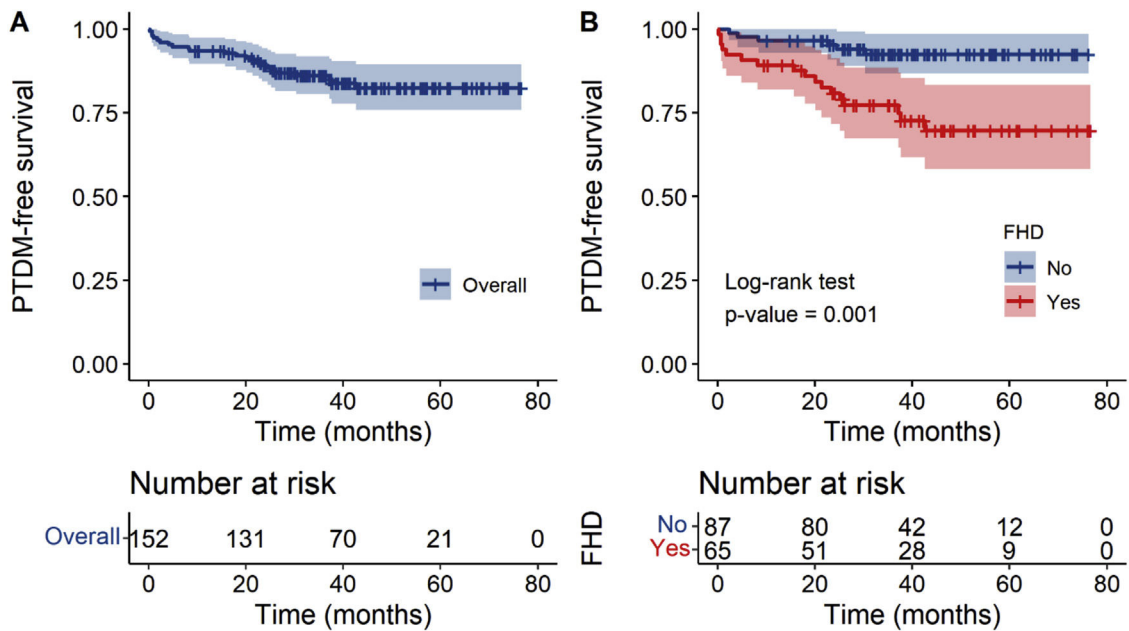 A
1.00
0.75
0.50
0.25
0.00
PTDM-free survival
Overall
0 20 40 60 80
Time (months)
Number at risk
Overall 152 131 70 21 0
0 20 40 60 80
Time (months)
B
1.00
0.75
0.50
0.25
0.00
PTDM-free survival
FHD
No
Yes
Log-rank test
p-value = 0.001
0 20 40 60 80
Time (months)
Number at risk
FHD
No 87 80 42 12 0
Yes 65 51 28 9 0
0 20 40 60 80
Time (months)